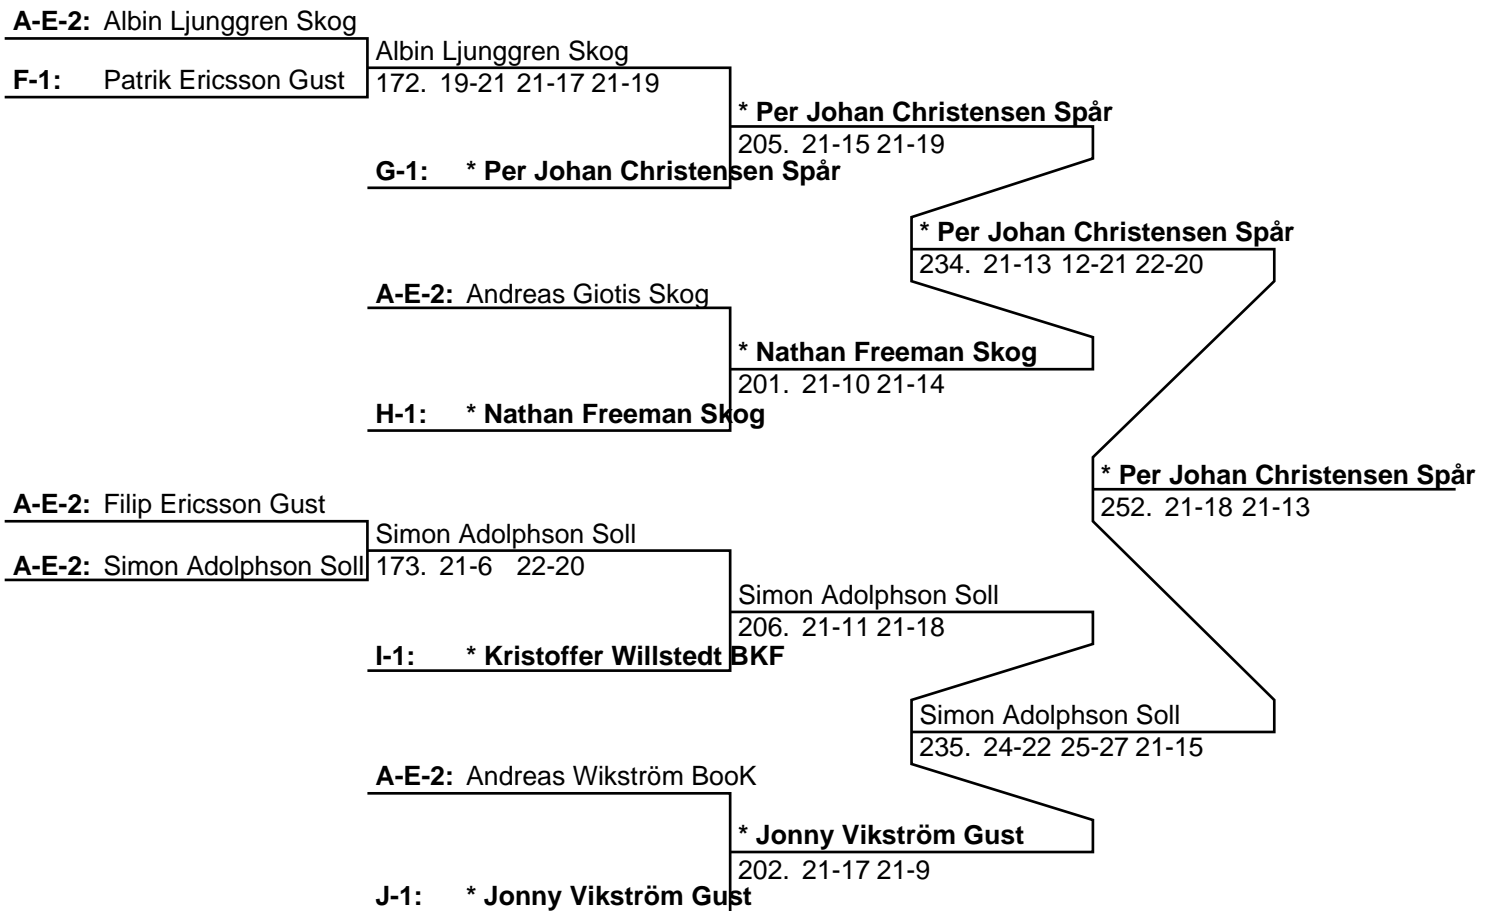 A-E-2: Albin Ljunggren Skog
Albin Ljunggren Skog
F-1: Patrik Ericsson Gust
172. 19-21 21-17 21-19
* Per Johan Christensen Spår
205. 21-15 21-19
G-1: * Per Johan Christensen Spår
* Per Johan Christensen Spår
234. 21-13 12-21 22-20
A-E-2: Andreas Giotis Skog
* Nathan Freeman Skog
201. 21-10 21-14
H-1: * Nathan Freeman Skog
* Per Johan Christensen Spår
252. 21-18 21-13
A-E-2: Filip Ericsson Gust
Simon Adolphson Soll
A-E-2: Simon Adolphson Soll
173. 21-6 22-20
Simon Adolphson Soll
206. 21-11 21-18
I-1: * Kristoffer Willstedt BKF
Simon Adolphson Soll
235. 24-22 25-27 21-15
A-E-2: Andreas Wikström BooK
* Jonny Vikström Gust
202. 21-17 21-9
J-1: * Jonny Vikström Gust